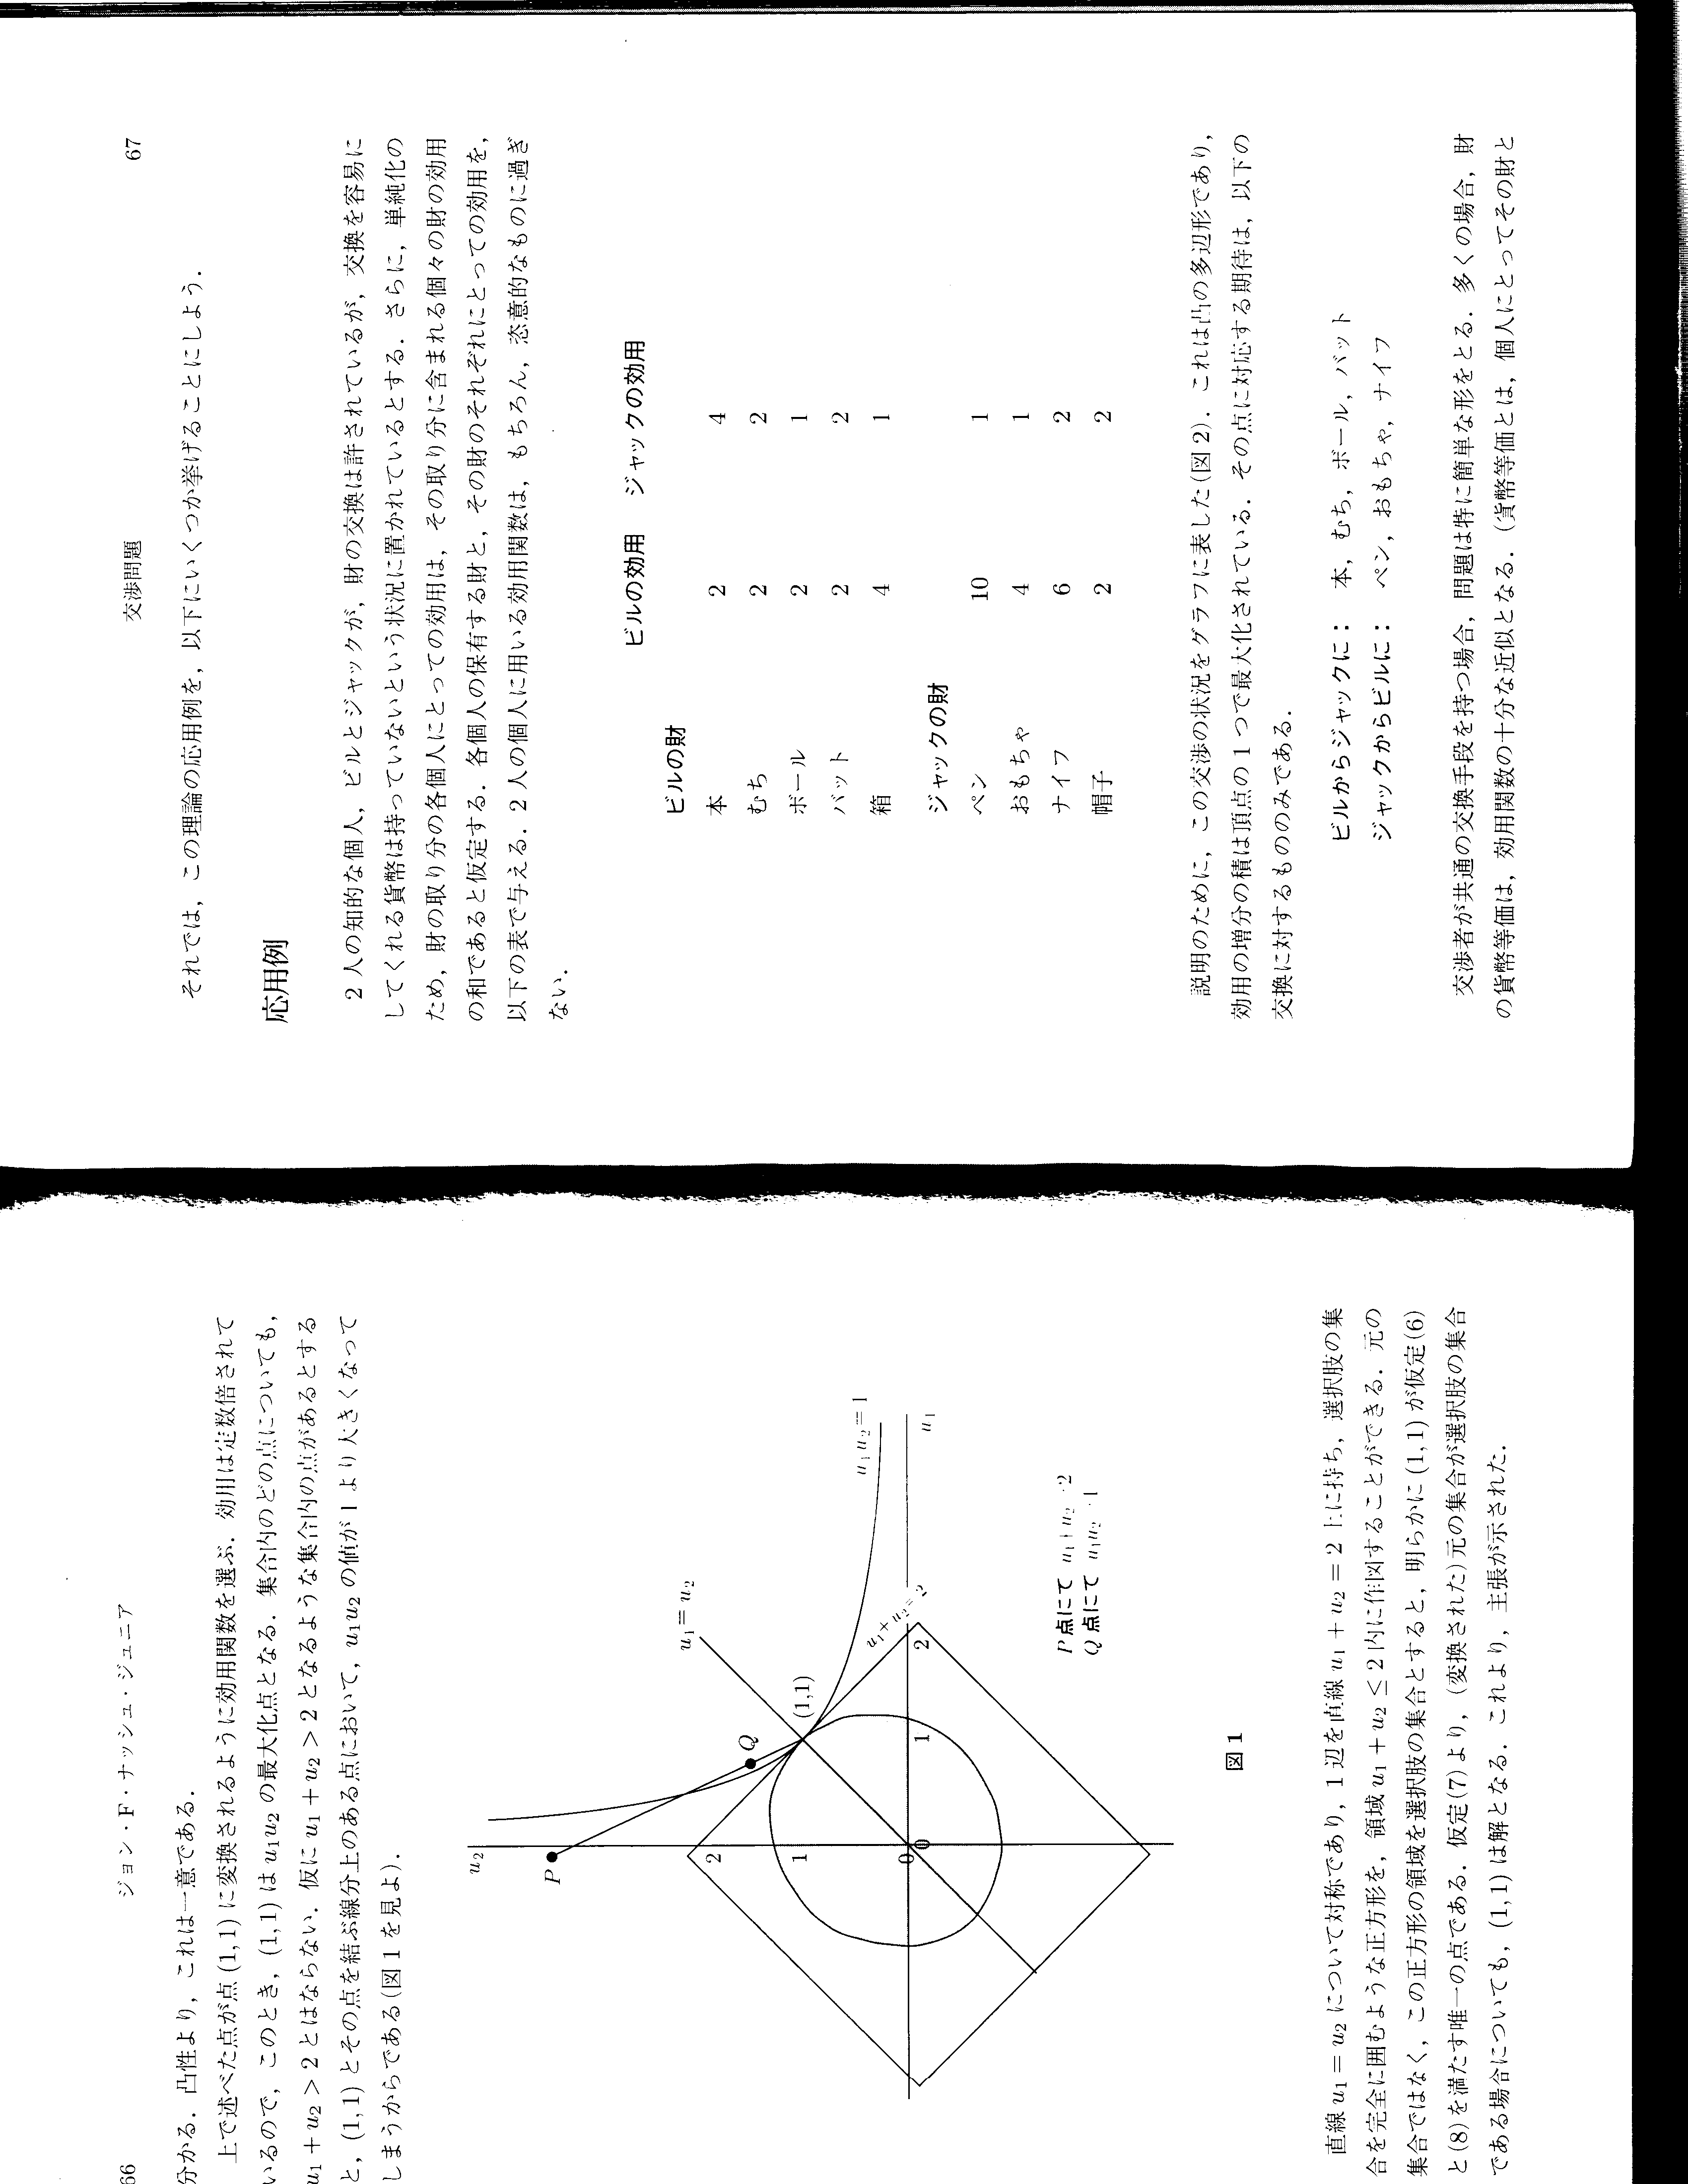 66
ジョン・F・ナッシュ・ジュニア
分かる．凸性より，これは一意である．
上で述べた点が点(1,1)に変換されるように効用関数を選ぶ．効用は定数倍されて
いるので，このとき，(1,1)はu₁u₂の最大化点となる．集合内のどの点についても，
u₁+u₂>2とはならない．仮にu₁+u₂>2となるような集合内の点があるとする
と，(1,1)とその点を結ぶ線分上のある点において，u₁u₂の値が1より大きくなって
しまうからである(図1を見よ)．
u₂
P
Q
u₁=u₂
(1,1)
u₁u₂=1
u₁+u₂=2
2
1
0
0
1
2
u₁
P点にて u₁+u₂>2
Q点にて u₁u₂>1
図1
直線u₁=u₂について対称であり，1辺を直線u₁+u₂=2上に持ち，選択肢の集
合を完全に囲むような正方形を，領域u₁+u₂≤2内に作図することができる．元の
集合ではなく，この正方形の領域を選択肢の集合とすると，明らかに(1,1)が仮定(6)
と(8)を満たす唯一の点である．仮定(7)より，(変換された)元の集合が選択肢の集合
である場合についても，(1,1)は解となる．これより，主張が示された．
交渉問題
67
それでは，この理論の応用例を，以下にいくつか挙げることにしよう．
応用例
2人の知的な個人，ビルとジャックが，財の交換は許されているが，交換を容易に
してくれる貨幣は持っていないという状況に置かれているとする．さらに，単純化の
ため，財の取り分の各個人にとっての効用は，その取り分に含まれる個々の財の効用
の和であると仮定する．各個人の保有する財と，その財のそれぞれにとっての効用を，
以下の表で与える．2人の個人に用いる効用関数は，もちろん，恣意的なものに過ぎ
ない．
ビルの効用 ジャックの効用
ビルの財
本 2 4
むち 2 2
ボール 2 1
バット 2 2
箱 4 1
ジャックの財
ペン 10 1
おもちゃ 4 1
ナイフ 6 2
帽子 2 2
説明のために，この交渉の状況をグラフに表した(図2)．これは凸の多辺形であり，
効用の増分の積は頂点の1つで最大化されている．その点に対応する期待は，以下の
交換に対するもののみである．
ビルからジャックに： 本，むち，ボール，バット
ジャックからビルに： ペン，おもちゃ，ナイフ
交渉者が共通の交換手段を持つ場合，問題は特に簡単な形をとる．多くの場合，財
の貨幣等価は，効用関数の十分な近似となる．(貨幣等価とは，個人にとってその財と